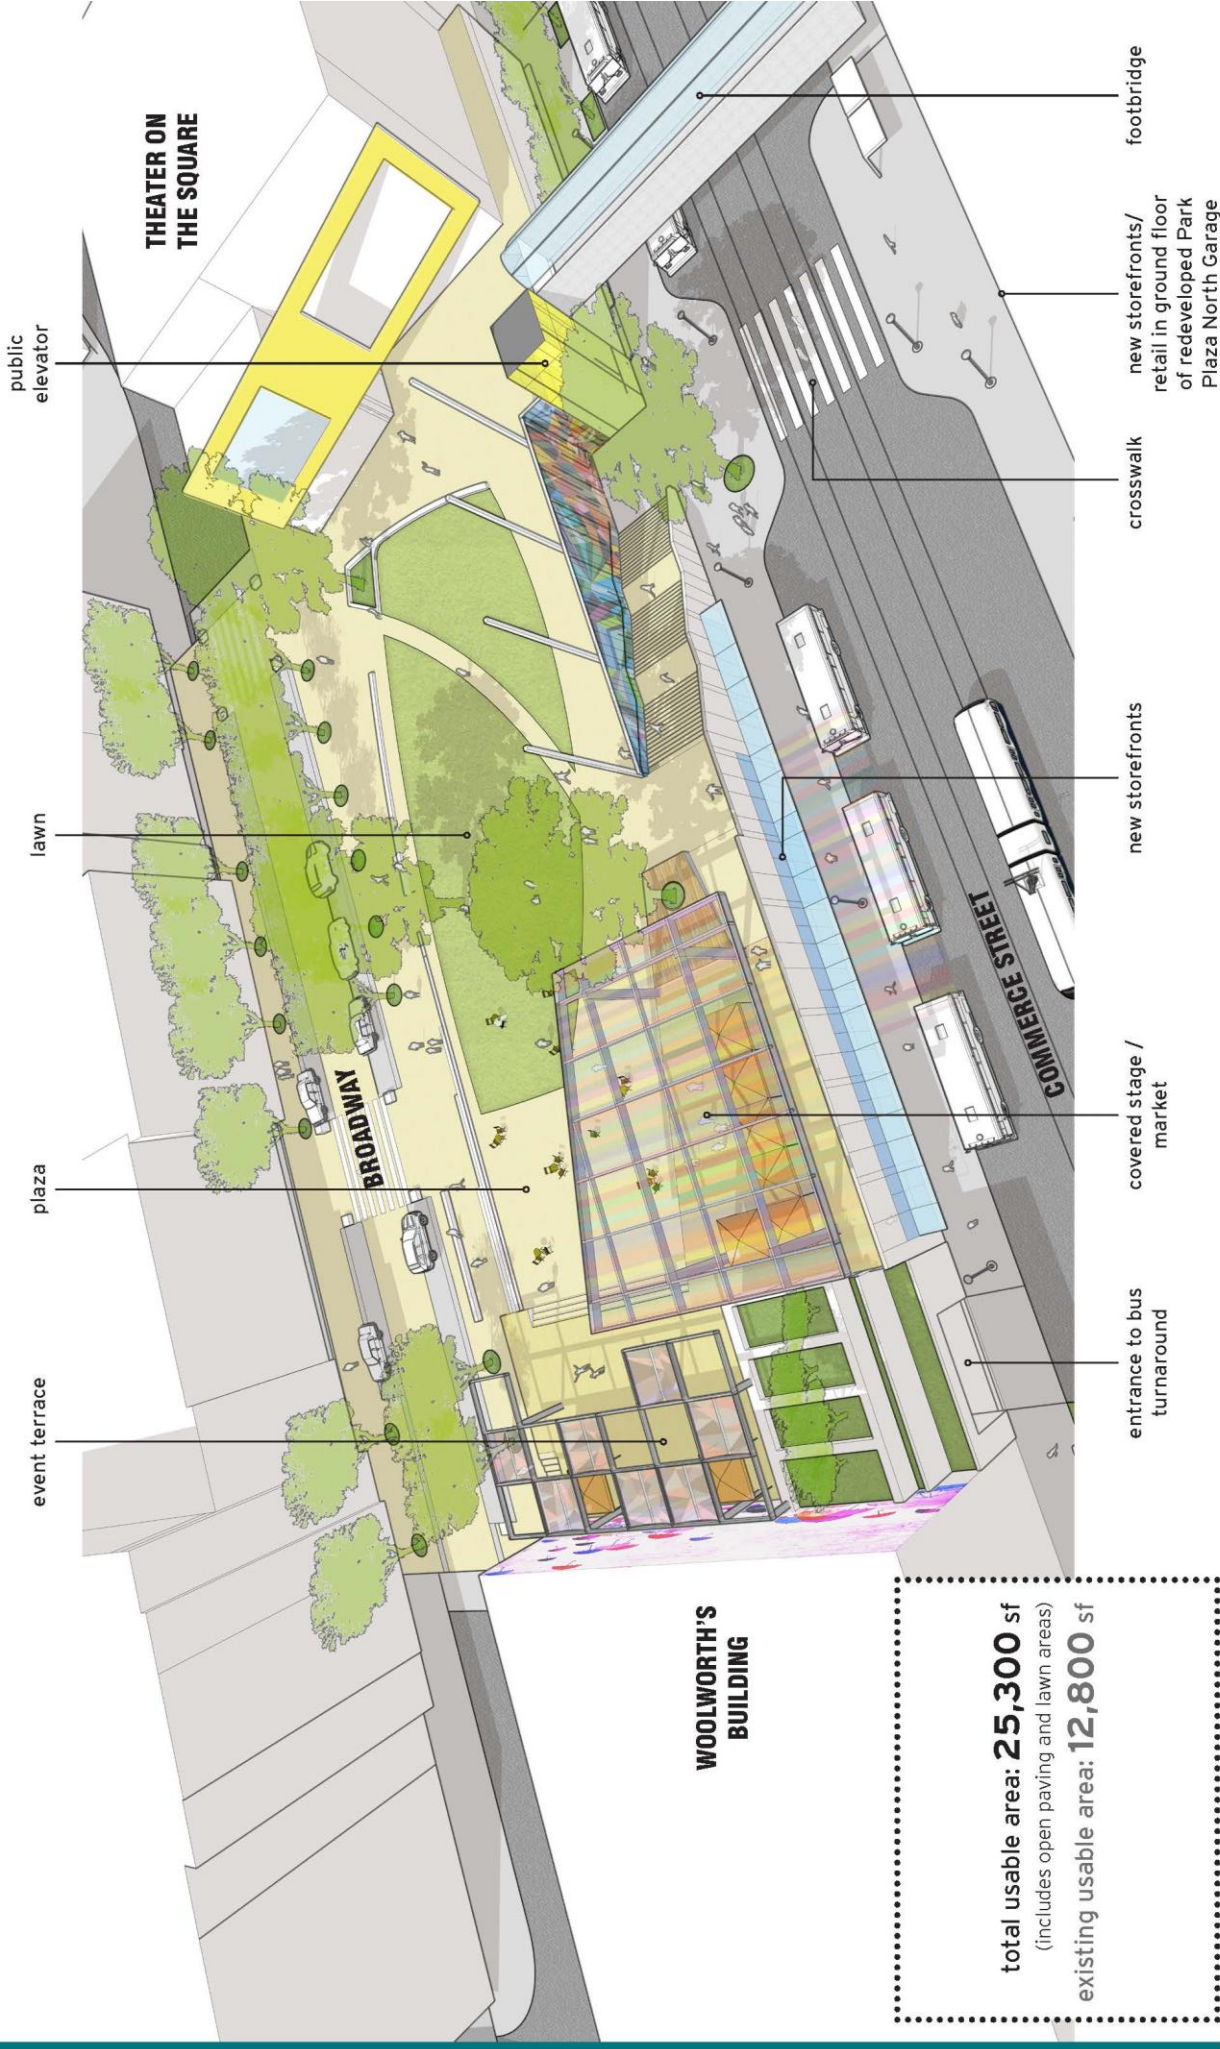 event terrace
plaza
lawn
public
elevator
THEATER ON
THE SQUARE
BROADWAY
WOOLWORTH'S
BUILDING
COMMERCE STREET
total usable area: 25,300 sf
(includes open paving and lawn areas)
existing usable area: 12,800 sf
entrance to bus
turnaround
covered stage /
market
new storefronts
crosswalk
new storefronts/
retail in ground floor
of redeveloped Park
Plaza North Garage
footbridge